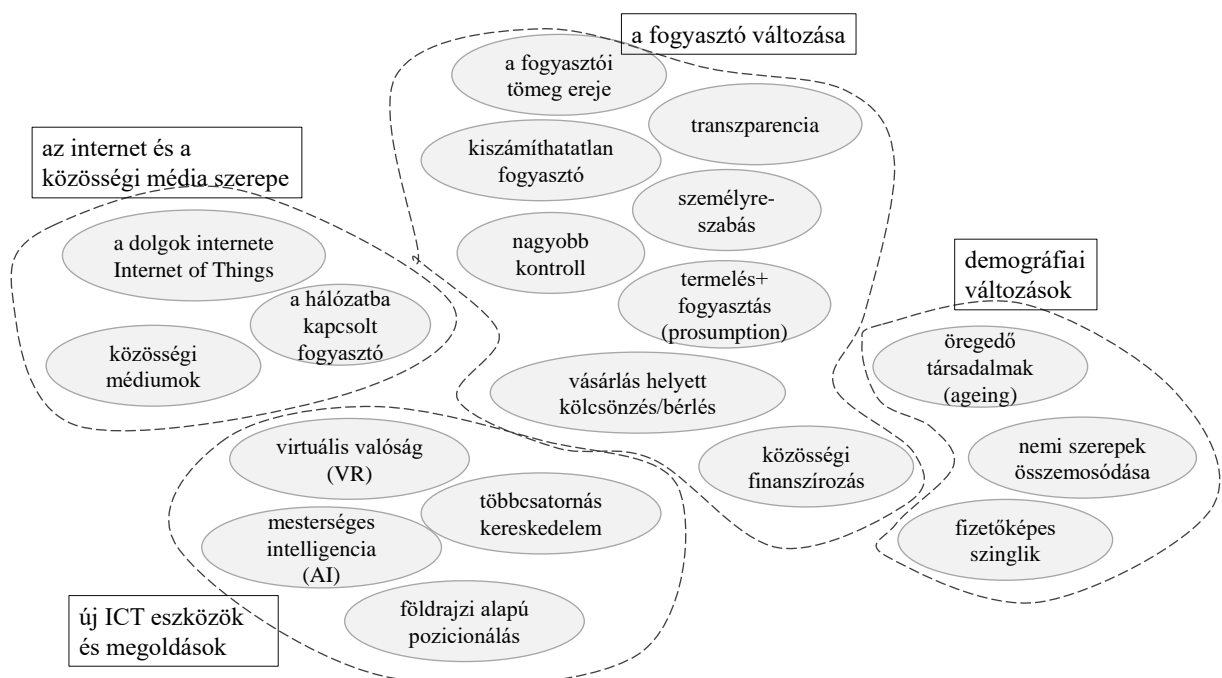 a fogyasztó változása
a fogyasztói
tömeg ereje
transzparencia
kiszámíthatatlan
fogyasztó
személyre-
szabás
nagyobb
kontroll
termelés+
fogyasztás
(prosumption)
vásárlás helyett
kölcsönzés/bérlés
közösségi
finanszírozás
az internet és a
közösségi média szerepe
a dolgok internete
Internet of Things
a hálózatba
kapcsolt
fogyasztó
közösségi
médiumok
demográfiai
változások
öregedő
társadalmak
(ageing)
nemi szerepek
összemosódása
fizetőképes
szinglik
virtuális valóság
(VR)
többcsatornás
kereskedelem
mesterséges
intelligencia
(AI)
földrajzi alapú
pozicionálás
új ICT eszközök
és megoldások